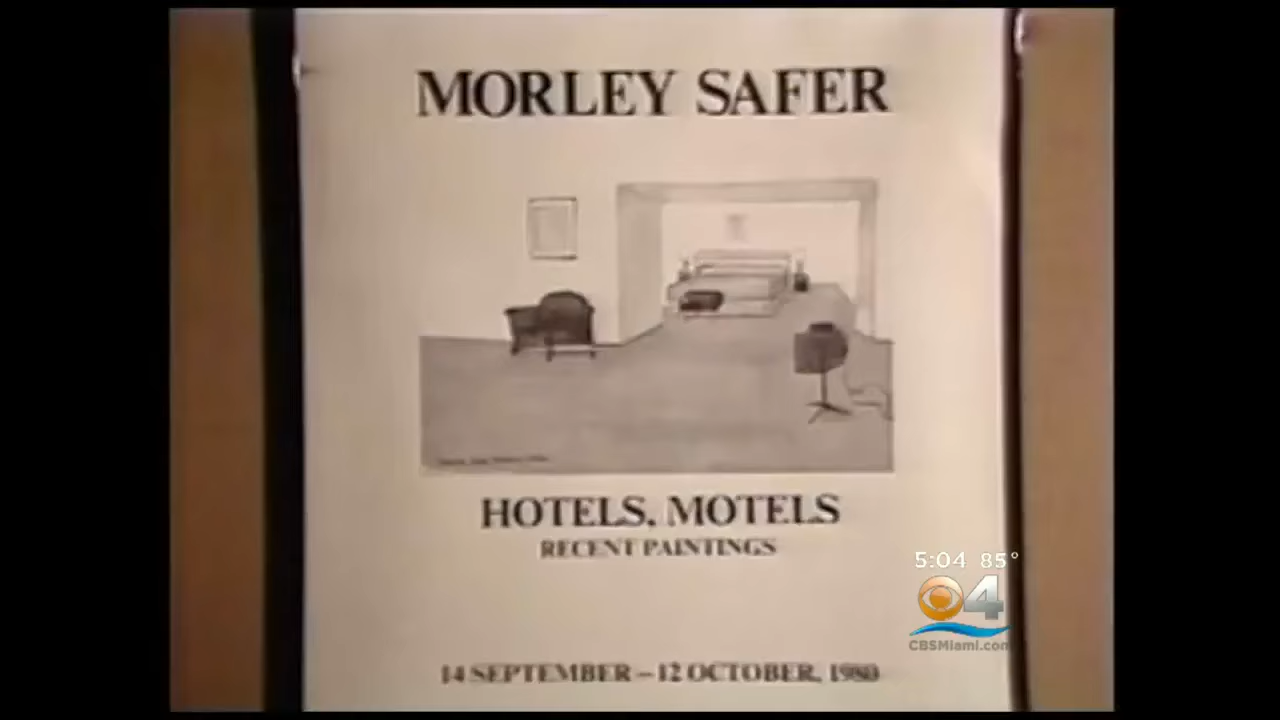 MORLEY SAFER
HOTELS, MOTELS
RECENT PAINTINGS
5:04 85°
4
CBSMiami.com
14 SEPTEMBER – 12 OCTOBER, 1980